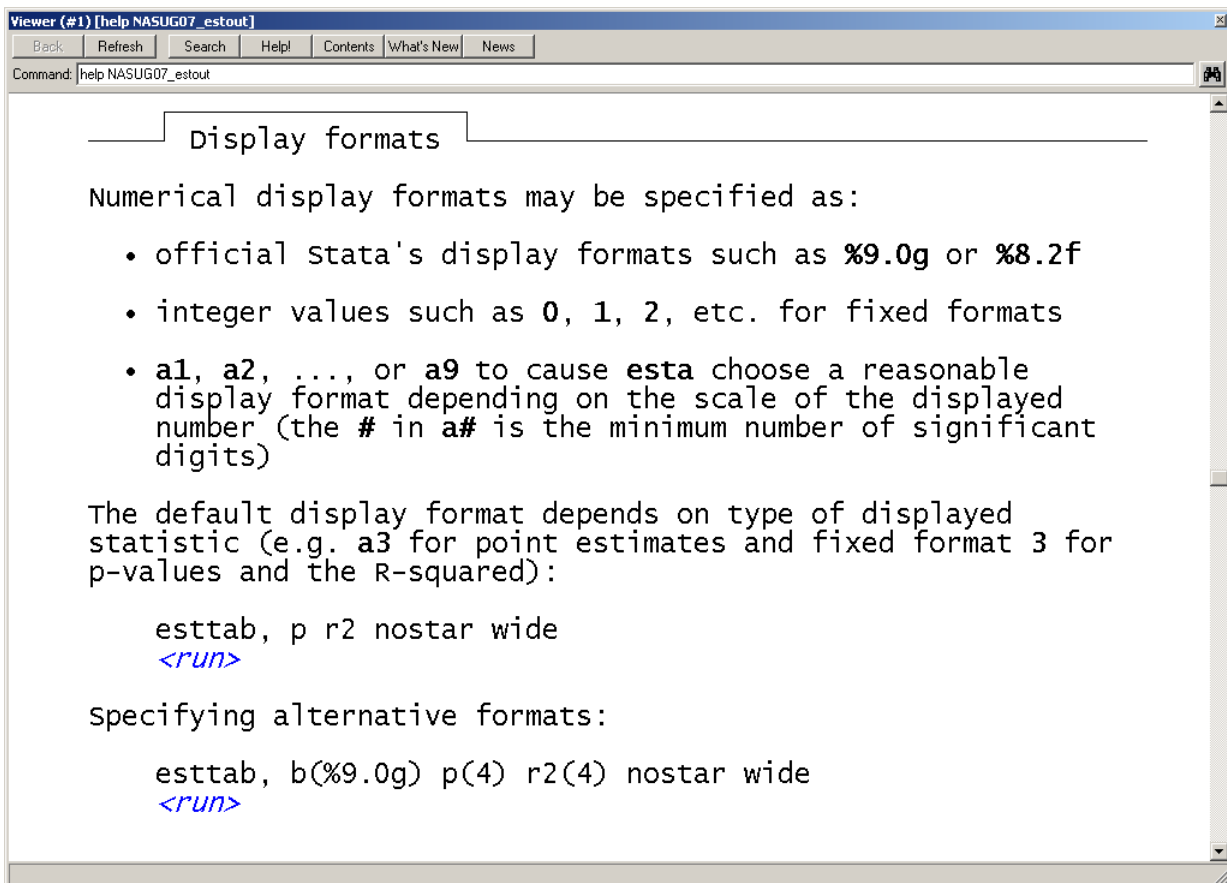 Viewer (#1) [help NASUG07_estout]
Back Refresh Search Help! Contents What's New News
Command: help NASUG07_estout
Display formats
Numerical display formats may be specified as:
• official Stata's display formats such as %9.0g or %8.2f
• integer values such as 0, 1, 2, etc. for fixed formats
• a1, a2, ..., or a9 to cause esta choose a reasonable
display format depending on the scale of the displayed
number (the # in a# is the minimum number of significant
digits)
The default display format depends on type of displayed
statistic (e.g. a3 for point estimates and fixed format 3 for
p-values and the R-squared):
esttab, p r2 nostar wide
<run>
Specifying alternative formats:
esttab, b(%9.0g) p(4) r2(4) nostar wide
<run>